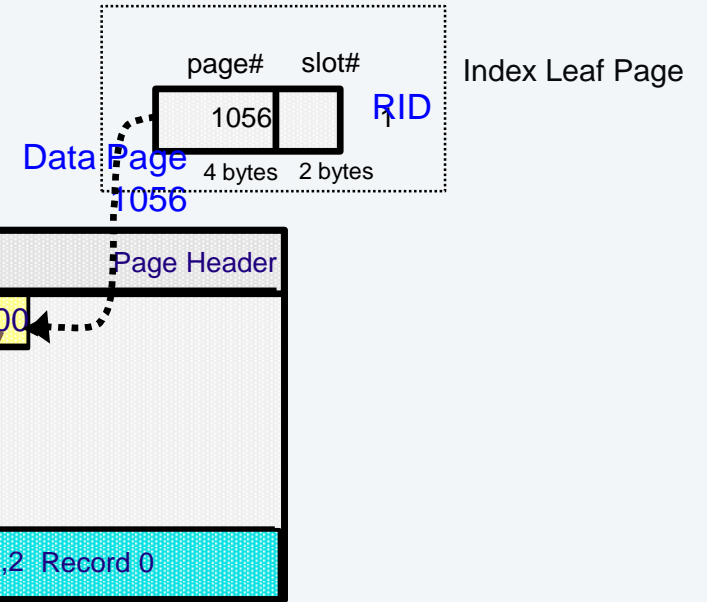 page# slot#
Index Leaf Page
1056
RID
1
Data Page
1056
4 bytes 2 bytes
Page Header
00
,2 Record 0